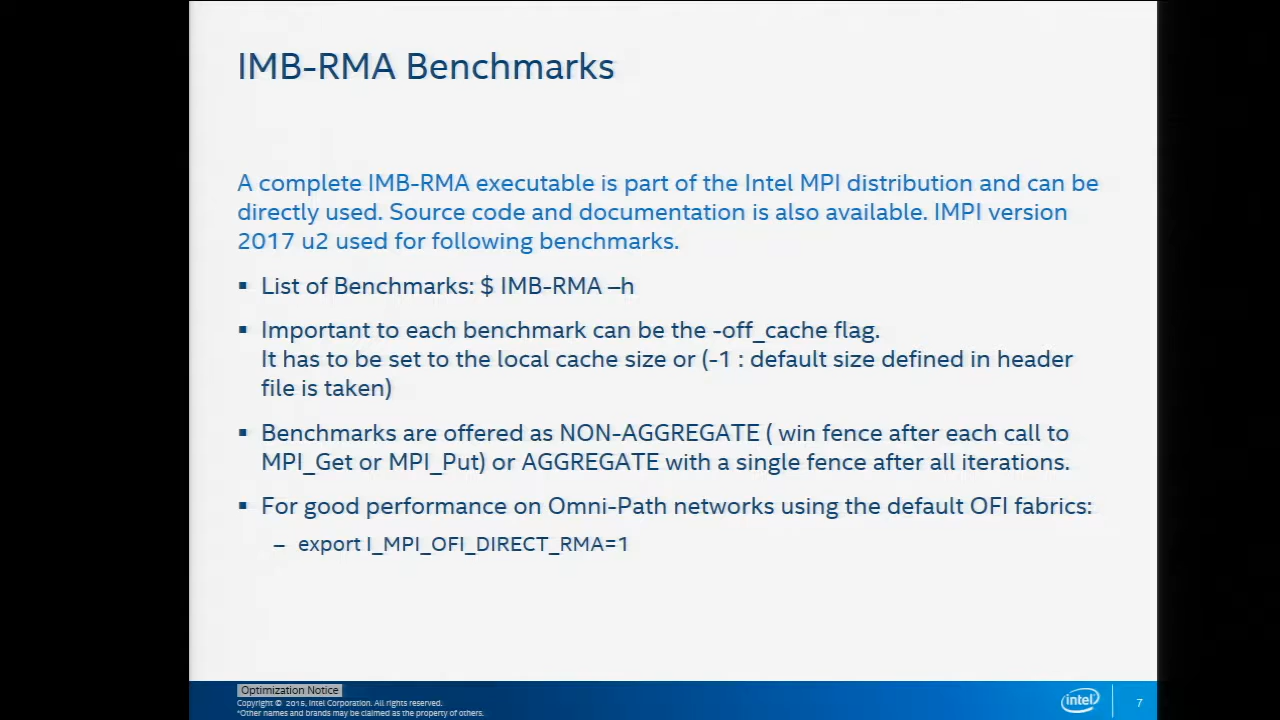 IMB-RMA Benchmarks
A complete IMB-RMA executable is part of the Intel MPI distribution and can be
directly used. Source code and documentation is also available. IMPI version
2017 u2 used for following benchmarks.
▪ List of Benchmarks: $ IMB-RMA –h
▪ Important to each benchmark can be the -off_cache flag.
It has to be set to the local cache size or (-1 : default size defined in header
file is taken)
▪ Benchmarks are offered as NON-AGGREGATE ( win fence after each call to
MPI_Get or MPI_Put) or AGGREGATE with a single fence after all iterations.
▪ For good performance on Omni-Path networks using the default OFI fabrics:
– export I_MPI_OFI_DIRECT_RMA=1
Optimization Notice
Copyright © 2015, Intel Corporation. All rights reserved.
*Other names and brands may be claimed as the property of others.
intel
7